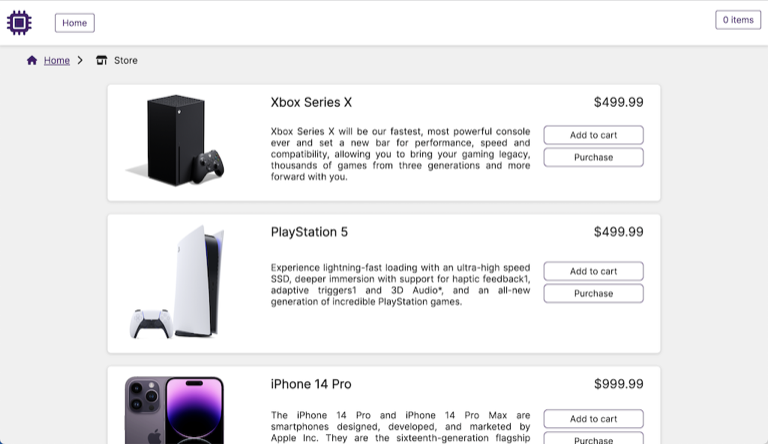 Home
0 items
Home
Store
Xbox Series X
$499.99
Xbox Series X will be our fastest, most powerful console
ever and set a new bar for performance, speed and
compatibility, allowing you to bring your gaming legacy,
thousands of games from three generations and more
forward with you.
Add to cart
Purchase
PlayStation 5
$499.99
Experience lightning-fast loading with an ultra-high speed
SSD, deeper immersion with support for haptic feedback1,
adaptive triggers1 and 3D Audio*, and an all-new
generation of incredible PlayStation games.
Add to cart
Purchase
iPhone 14 Pro
$999.99
The iPhone 14 Pro and iPhone 14 Pro Max are
smartphones designed, developed, and marketed by
Apple Inc. They are the sixteenth-generation flagship
Add to cart
Purchase